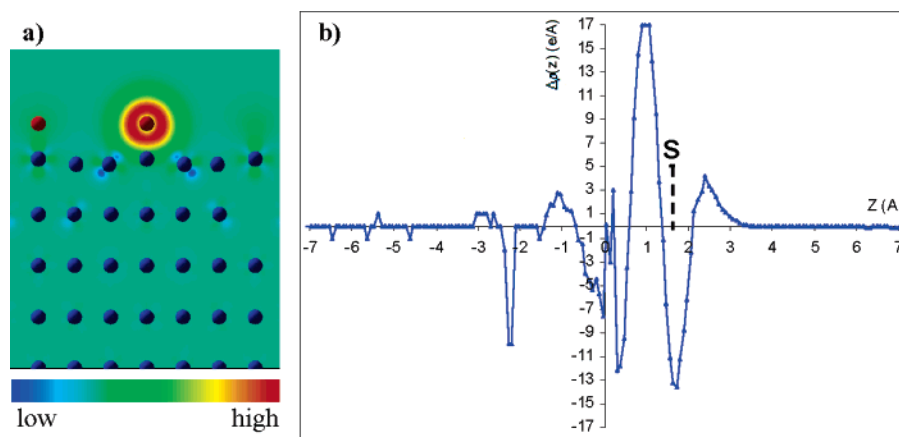 a)
low high
b)
Δρ(z) (e/A)
17
15
13
11
9
7
5
3
1
-1
-3
-5
-7
-9
-11
-13
-15
-17
S
Z (A
-7 -6 -5 -4 -3 -2 -1 0 1 2 3 4 5 6 7